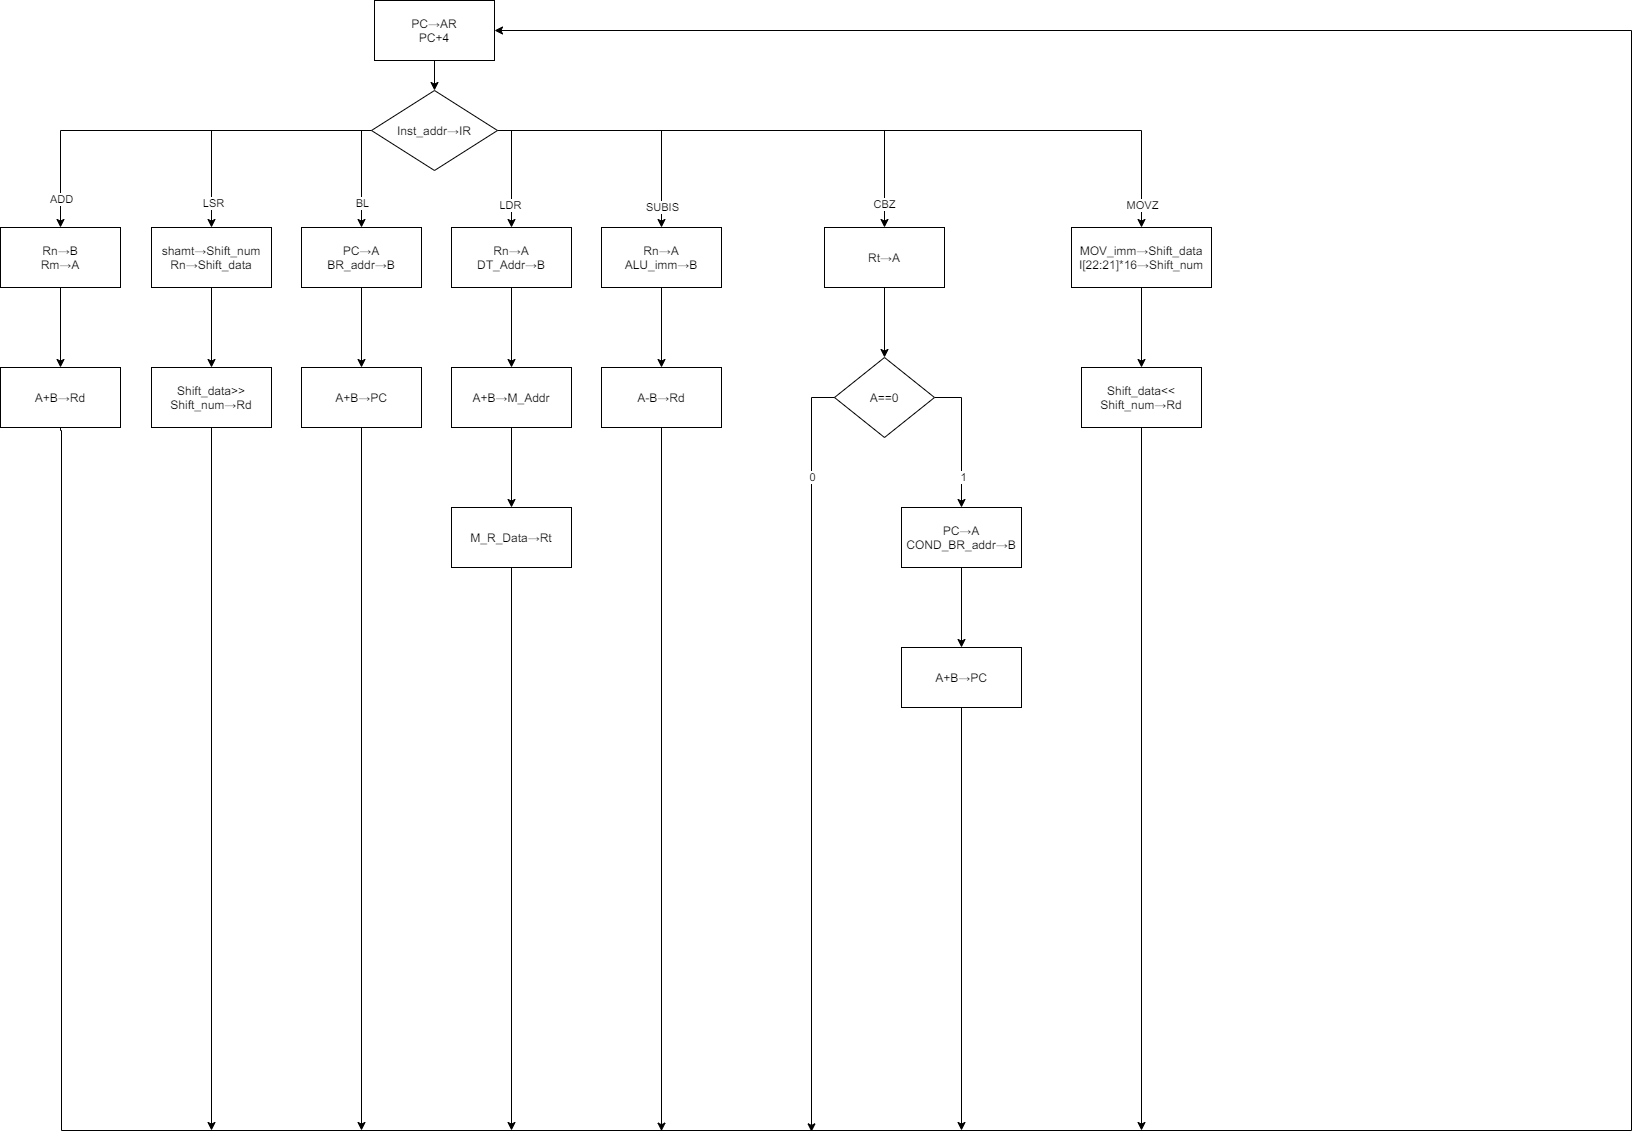 PC→AR
PC+4
Inst_addr→IR
ADD
LSR
BL
LDR
SUBIS
CBZ
MOVZ
Rn→B
Rm→A
shamt→Shift_num
Rn→Shift_data
PC→A
BR_addr→B
Rn→A
DT_Addr→B
Rn→A
ALU_imm→B
Rt→A
MOV_imm→Shift_data
I[22:21]*16→Shift_num
A+B→Rd
Shift_data>>
Shift_num→Rd
A+B→PC
A+B→M_Addr
A-B→Rd
A==0
Shift_data<<
Shift_num→Rd
0
1
M_R_Data→Rt
PC→A
COND_BR_addr→B
A+B→PC